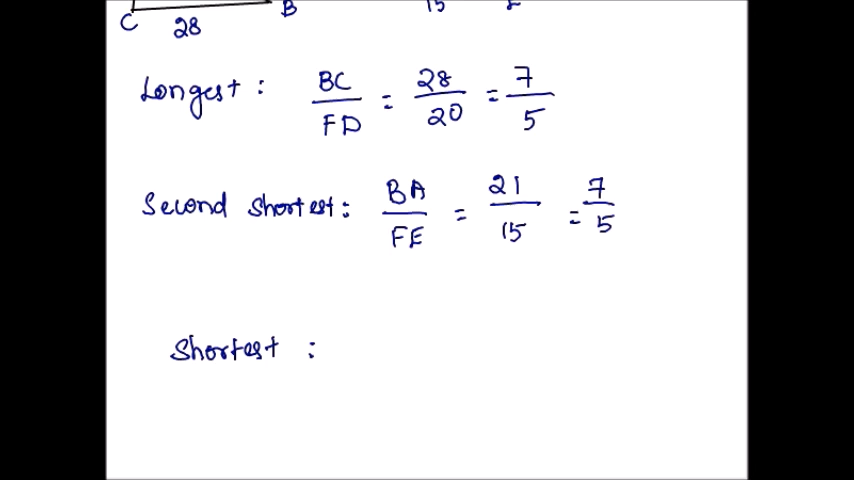 C 28 B 15
Longest : BC/FD = 28/20 = 7/5
Second shortest : BA/FE = 21/15 = 7/5
Shortest :